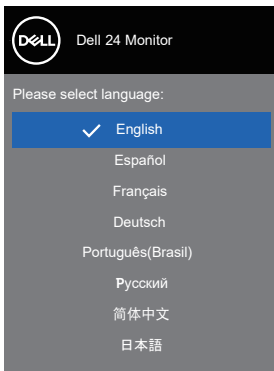 DELL
Dell 24 Monitor
Please select language:
English
Español
Français
Deutsch
Português(Brasil)
Русский
简体中文
日本語